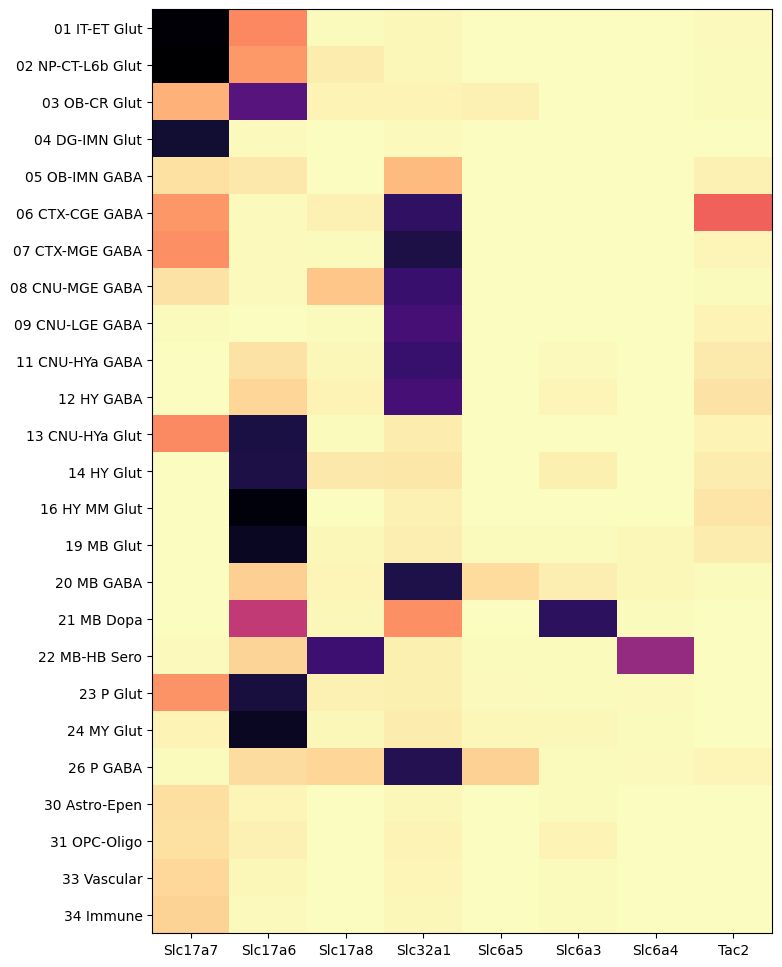 01 IT-ET Glut
02 NP-CT-L6b Glut
03 OB-CR Glut
04 DG-IMN Glut
05 OB-IMN GABA
06 CTX-CGE GABA
07 CTX-MGE GABA
08 CNU-MGE GABA
09 CNU-LGE GABA
11 CNU-HYa GABA
12 HY GABA
13 CNU-HYa Glut
14 HY Glut
16 HY MM Glut
19 MB Glut
20 MB GABA
21 MB Dopa
22 MB-HB Sero
23 P Glut
24 MY Glut
26 P GABA
30 Astro-Epen
31 OPC-Oligo
33 Vascular
34 Immune
Slc17a7 Slc17a6 Slc17a8 Slc32a1 Slc6a5 Slc6a3 Slc6a4 Tac2